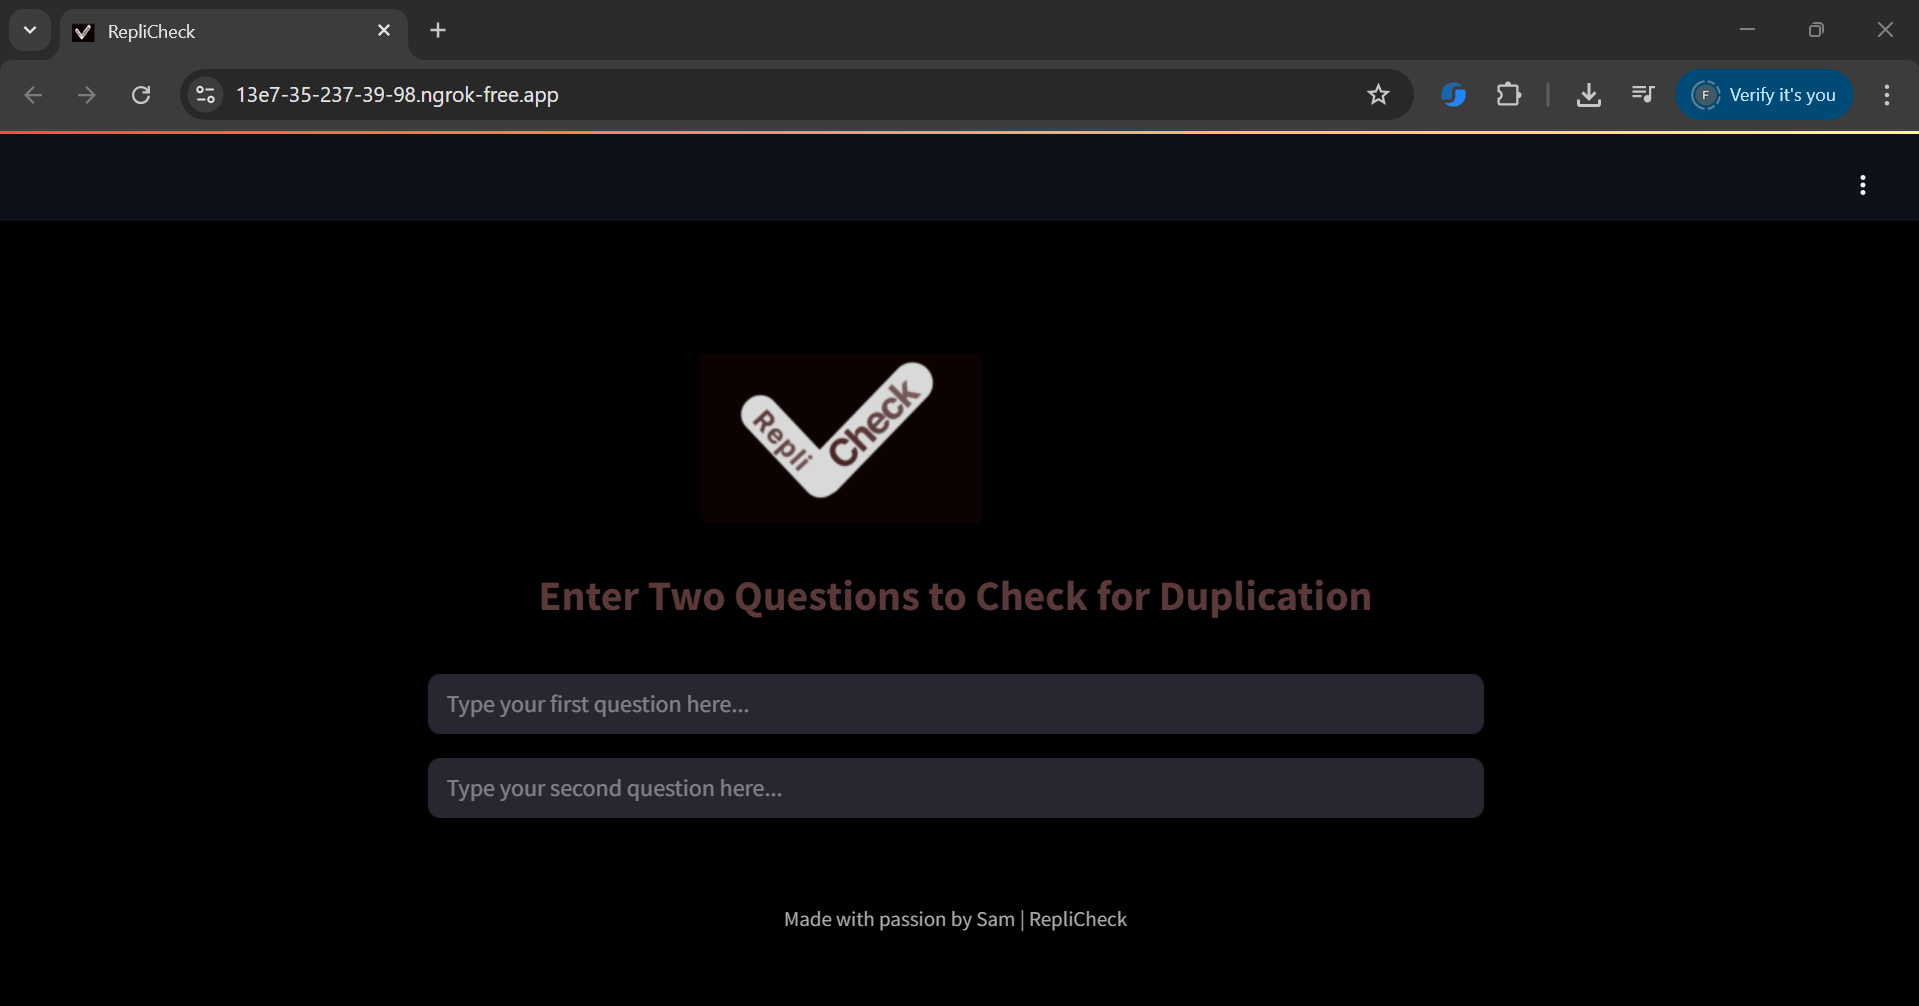 RepliCheck
13e7-35-237-39-98.ngrok-free.app
F
Verify it's you
Repli
Check
Enter Two Questions to Check for Duplication
Type your first question here...
Type your second question here...
Made with passion by Sam | RepliCheck